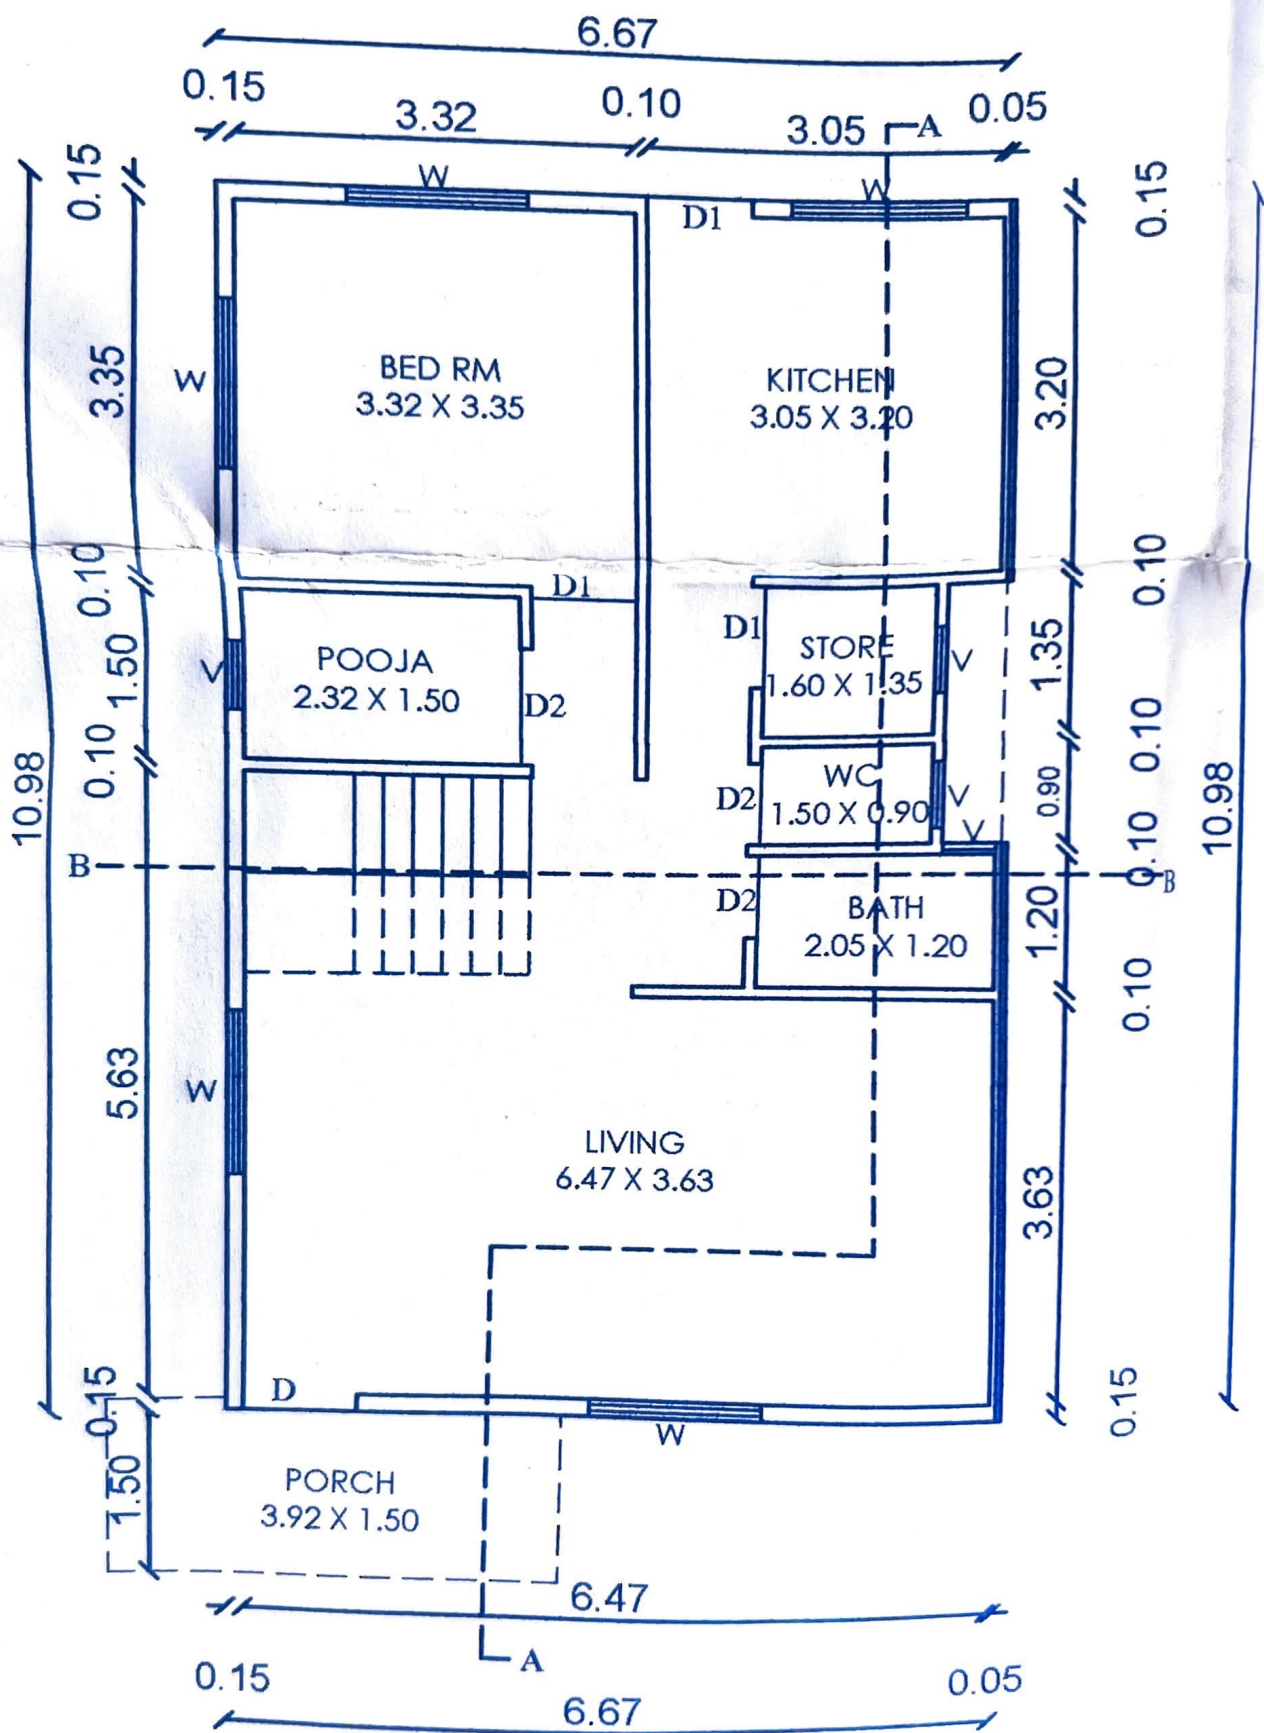 6.67
0.15
3.32
0.10
3.05
0.05
A
0.15
W
W
D1
0.15
3.35
W
BED RM
3.32 X 3.35
KITCHEN
3.05 X 3.20
3.20
0.10
D1
0.10
POOJA
2.32 X 1.50
D2
V
1.50
D1
STORE
1.60 X 1.35
V
1.35
0.10
0.10
10.98
WC
1.50 X 0.90
D2
V
V
0.90
0.10
10.98
B
B
D2
BATH
2.05 X 1.20
1.20
0.10
5.63
W
LIVING
6.47 X 3.63
3.63
0.15
D
W
0.15
PORCH
3.92 X 1.50
1.50
6.47
A
0.15
0.05
6.67